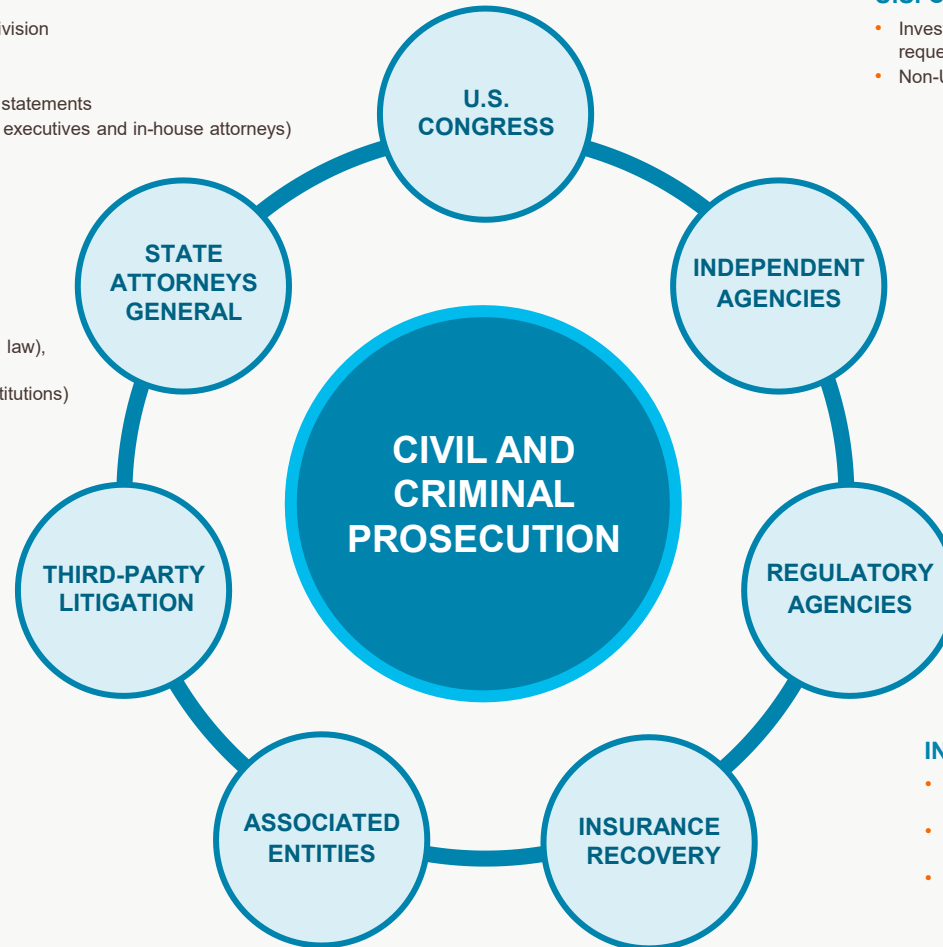 ivision
statements
executives and in-house attorneys)
law),
titutions)
U.S.
CONGRESS
Inves
reque
Non-U
STATE
ATTORNEYS
GENERAL
INDEPENDENT
AGENCIES
CIVIL AND
CRIMINAL
PROSECUTION
THIRD-PARTY
LITIGATION
REGULATORY
AGENCIES
ASSOCIATED
ENTITIES
INSURANCE
RECOVERY
IN